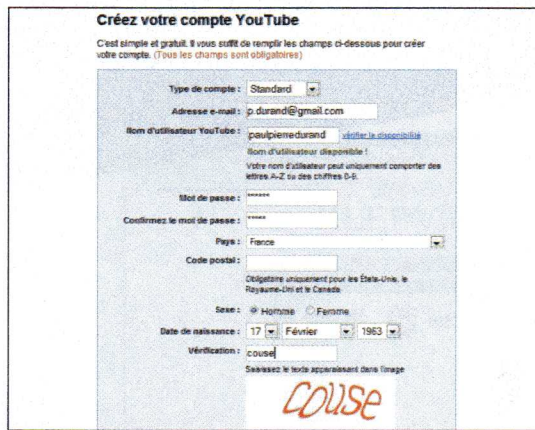 Créez votre compte YouTube
C'est simple et gratuit. Il vous suffit de remplir les champs ci-dessous pour créer
votre compte. (Tous les champs sont obligatoires)
Type de compte : Standard
Adresse e-mail : p.durand@gmail.com
Nom d'utilisateur YouTube : paulpierredurand vérifier la disponibilité
Nom d'utilisateur disponible !
Votre nom d'utilisateur peut uniquement comporter des
lettres A-Z ou des chiffres 0-9.
Mot de passe : ******
Confirmez le mot de passe : *****
Pays : France
Code postal :
Obligatoire uniquement pour les États-Unis, le
Royaume-Uni et le Canada
Sexe : Homme Femme
Date de naissance : 17 Février 1963
Vérification : couse
Saisissez le texte apparaissant dans l'image
couse